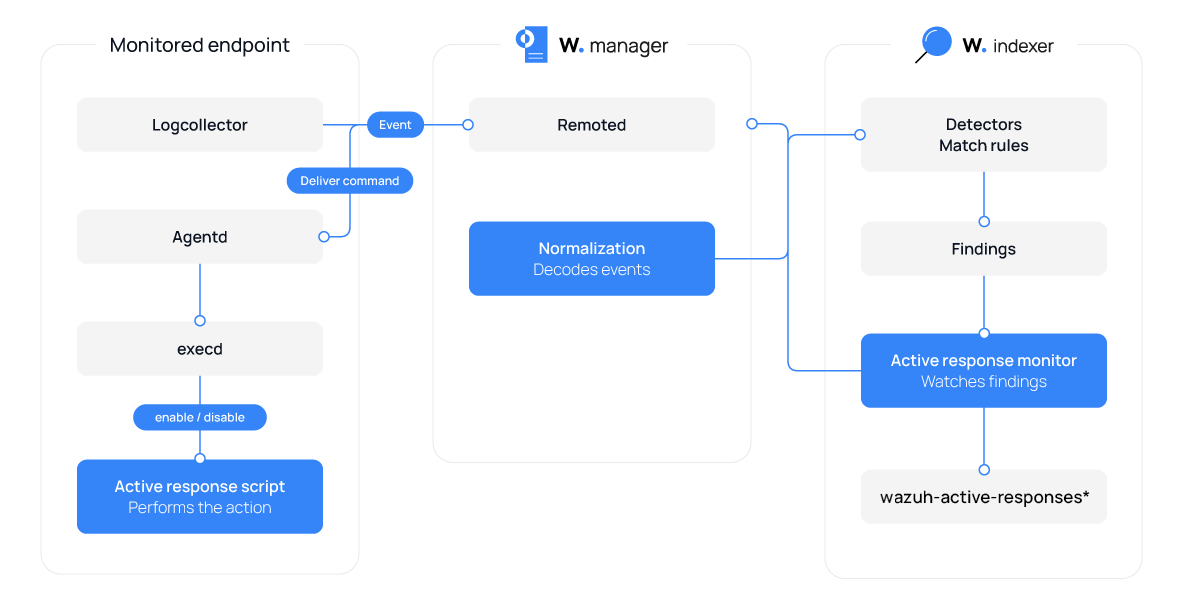 Monitored endpoint
Logcollector
Event
Deliver command
Agentd
execd
enable / disable
Active response script
Performs the action
W. manager
Remoted
Normalization
Decodes events
W. indexer
Detectors
Match rules
Findings
Active response monitor
Watches findings
wazuh-active-responses*